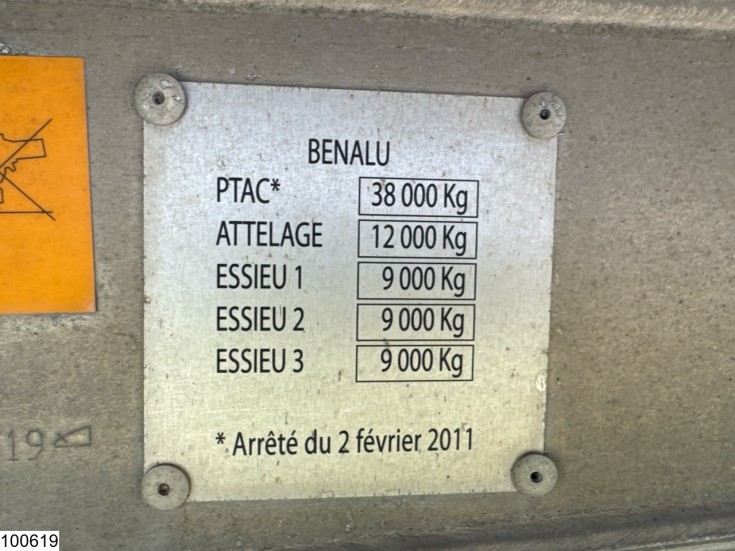 BENALU
PTAC* 38 000 Kg
ATTELAGE 12 000 Kg
ESSIEU 1 9 000 Kg
ESSIEU 2 9 000 Kg
ESSIEU 3 9 000 Kg
* Arrêté du 2 février 2011
19
100619